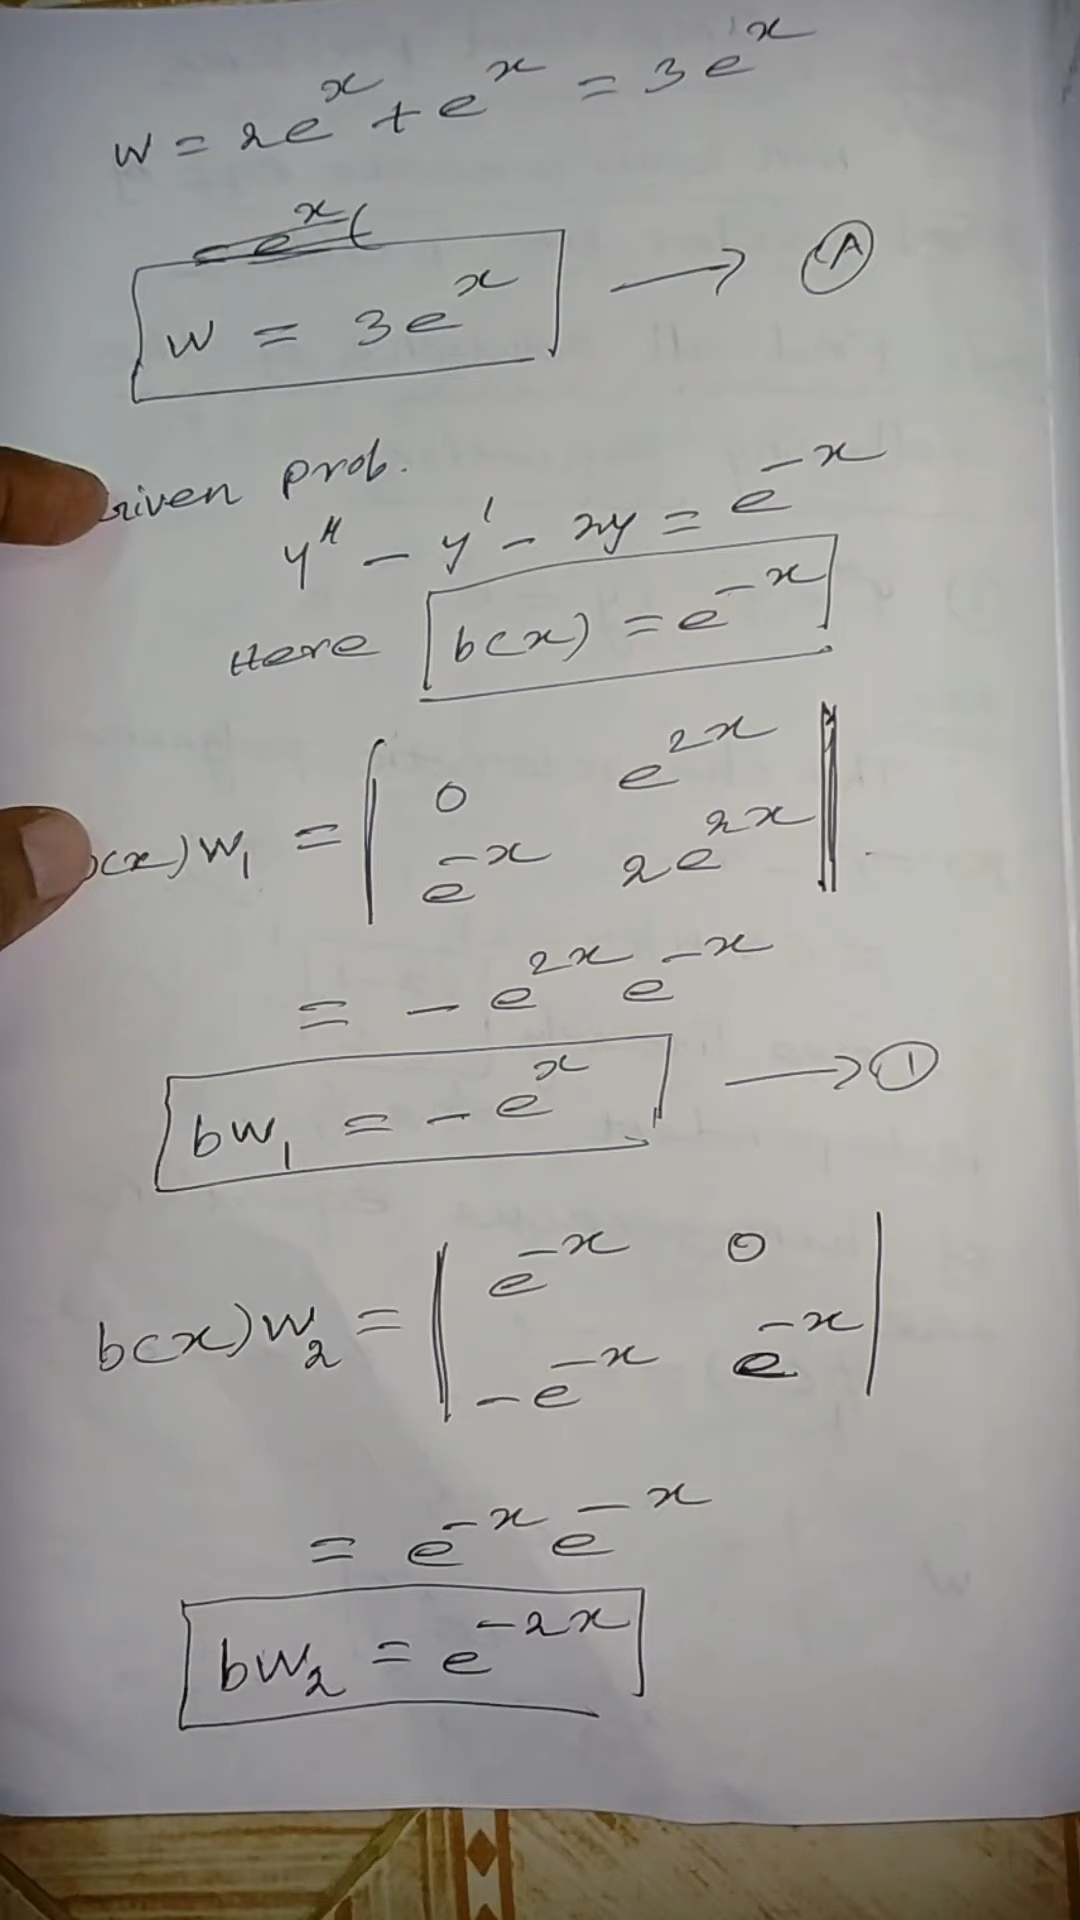 w = 2e^x + e^x = 3e^x
w = 3e^x → Ⓐ
Given prob.
y'' - y' - 2y = e^-x
Here b(x) = e^-x
b(x) W₁ = | 0 e^2x |
| e^-x 2e^2x |
= - e^2x e^-x
bW₁ = - e^x → ①
b(x) W₂ = | e^-x 0 |
| -e^-x e^-x |
= e^-x e^-x
bW₂ = e^-2x